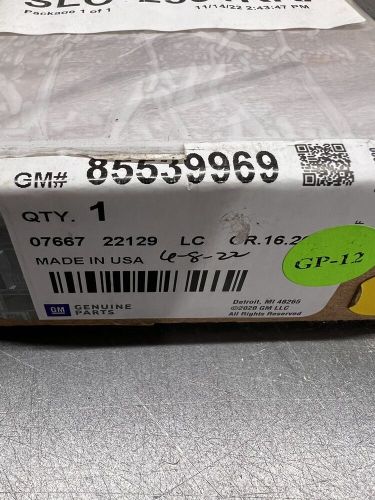 Package 1 of 1
11/14/22 2:43:47 PM
GM# 85539969
QTY. 1
07667 22129 LC
MADE IN USA 6-8-22
GP-12
GM GENUINE PARTS
Detroit, MI 48265
©2020 GM LLC
All Rights Reserved